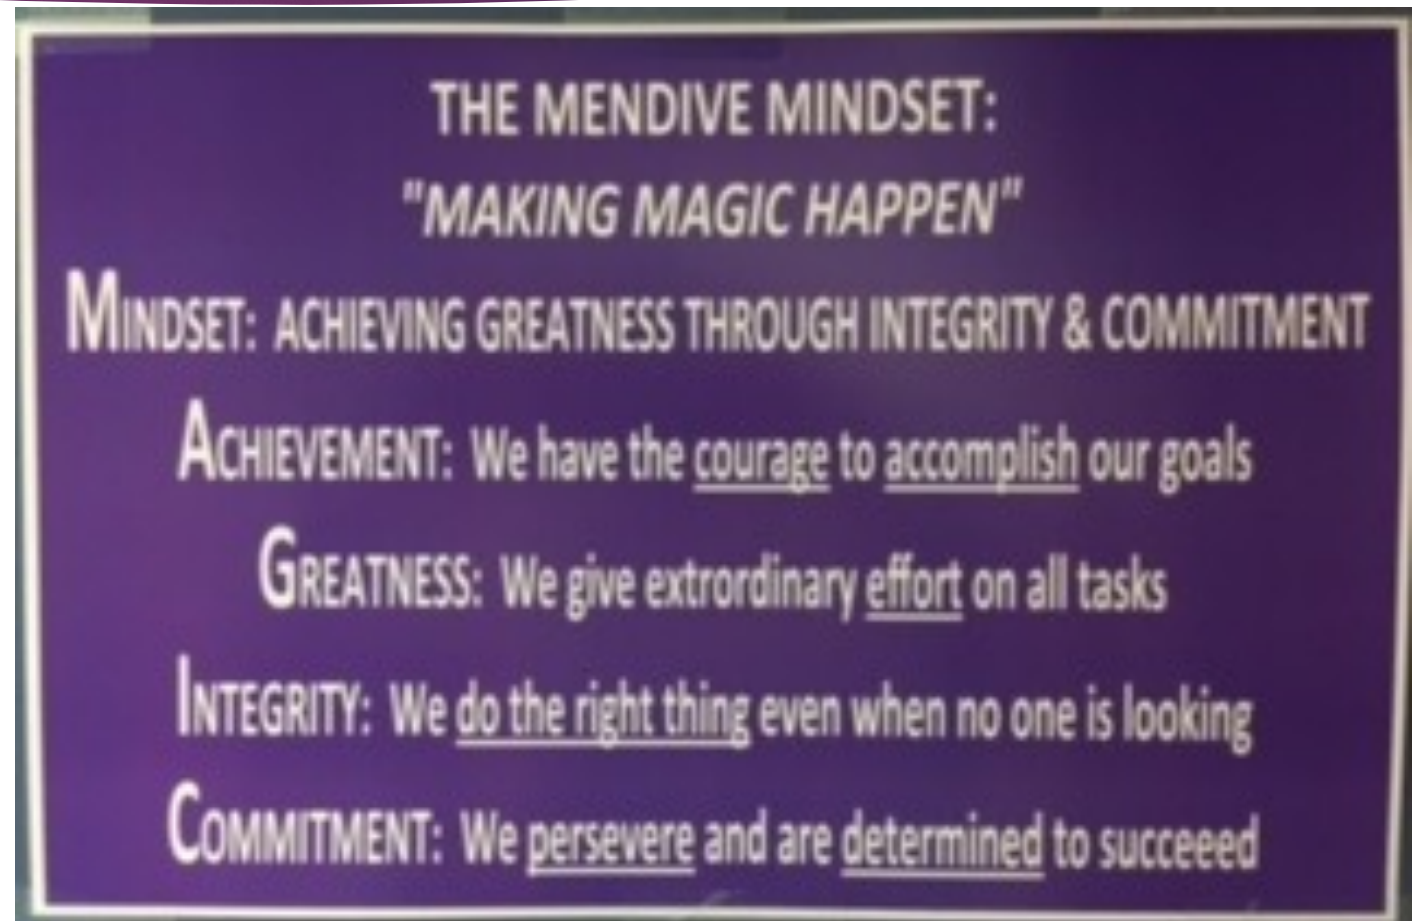 THE MENDIVE MINDSET:
"MAKING MAGIC HAPPEN"
MINDSET: ACHIEVING GREATNESS THROUGH INTEGRITY & COMMITMENT
ACHIEVEMENT: We have the courage to accomplish our goals
GREATNESS: We give extrordinary effort on all tasks
INTEGRITY: We do the right thing even when no one is looking
COMMITMENT: We persevere and are determined to succeeed